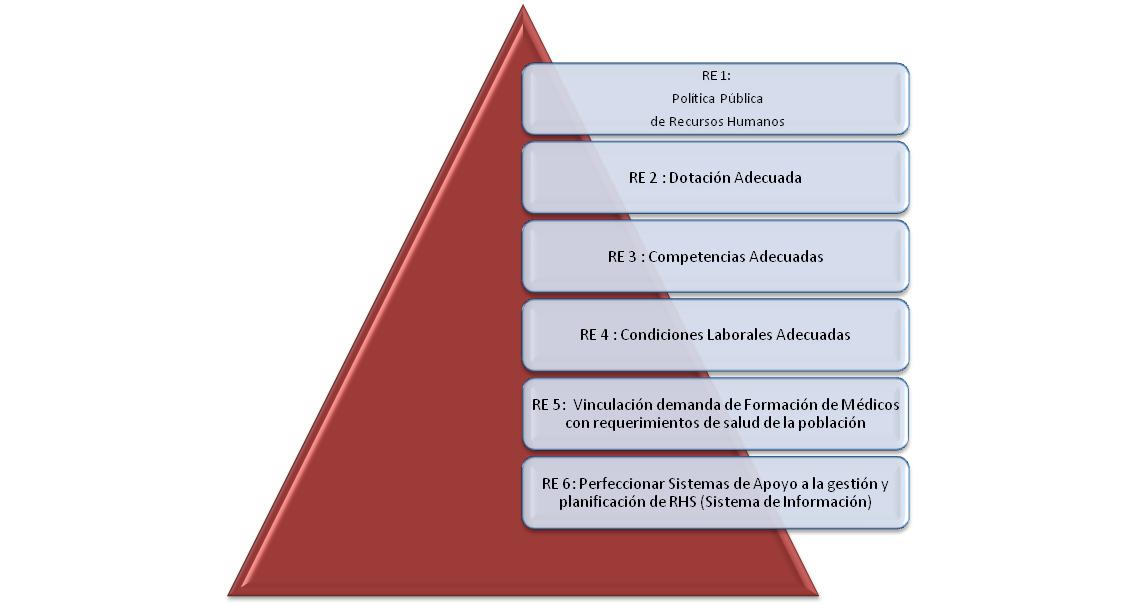 RE 1:
Política Pública
de Recursos Humanos
RE 2 : Dotación Adecuada
RE 3 : Competencias Adecuadas
RE 4 : Condiciones Laborales Adecuadas
RE 5: Vinculación demanda de Formación de Médicos
con requerimientos de salud de la población
RE 6: Perfeccionar Sistemas de Apoyo a la gestión y
planificación de RHS (Sistema de Información)